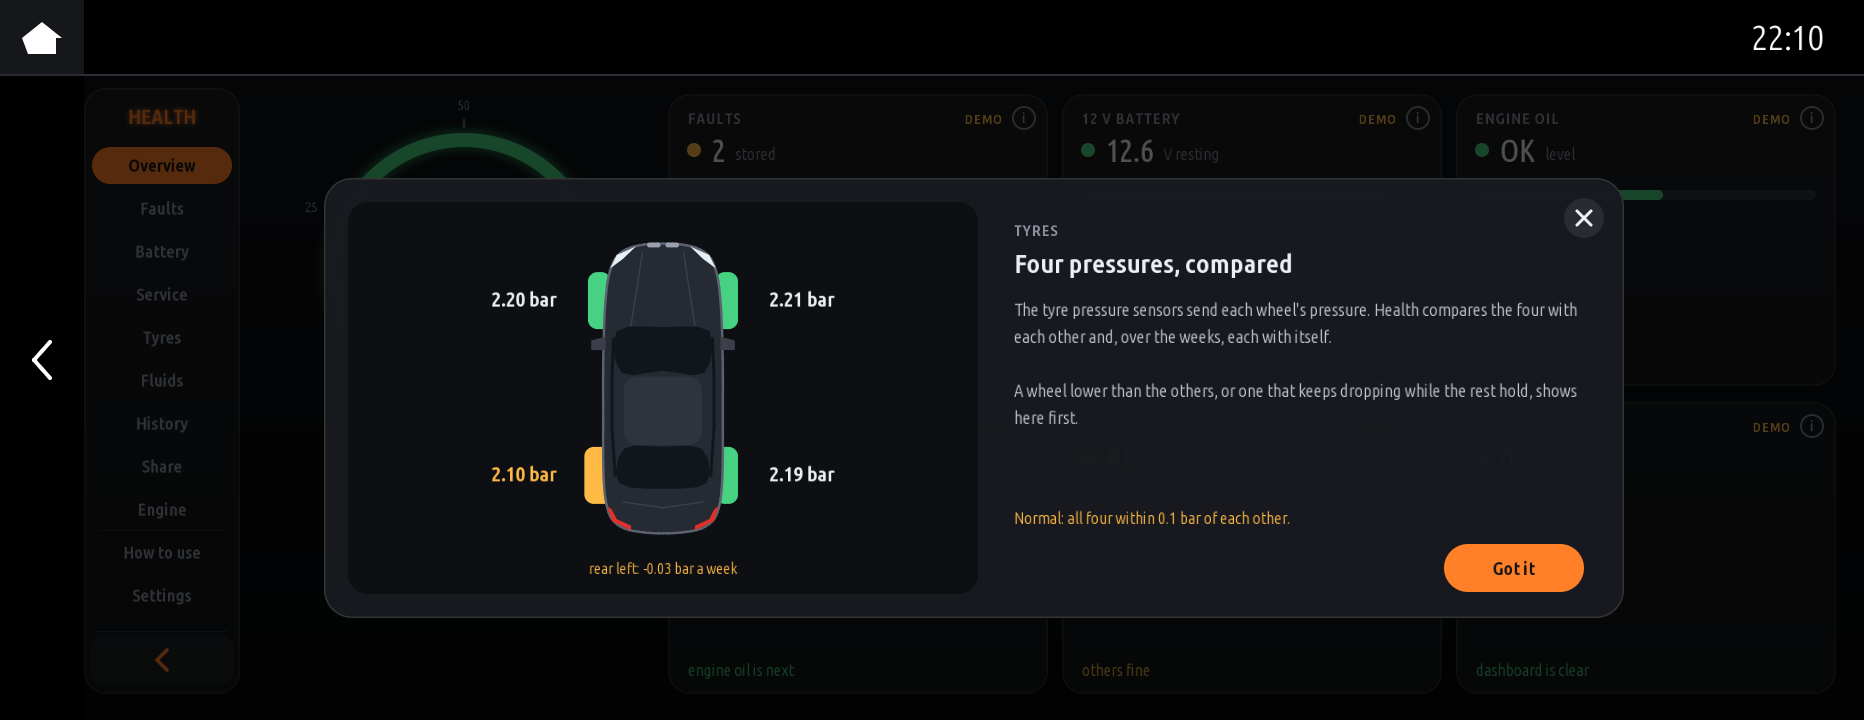 22:10
HEALTH
Overview
Faults
Battery
Service
Tyres
Fluids
History
Share
Engine
How to use
Settings
50
25
FAULTS DEMO i
2 stored
12 V BATTERY DEMO i
12.6 V resting
ENGINE OIL DEMO i
OK level
2.20 bar
2.21 bar
2.10 bar
2.19 bar
rear left: -0.03 bar a week
TYRES
Four pressures, compared
The tyre pressure sensors send each wheel's pressure. Health compares the four with
each other and, over the weeks, each with itself.
A wheel lower than the others, or one that keeps dropping while the rest hold, shows
here first.
Normal: all four within 0.1 bar of each other.
Got it
DEMO i
engine oil is next
others fine
dashboard is clear